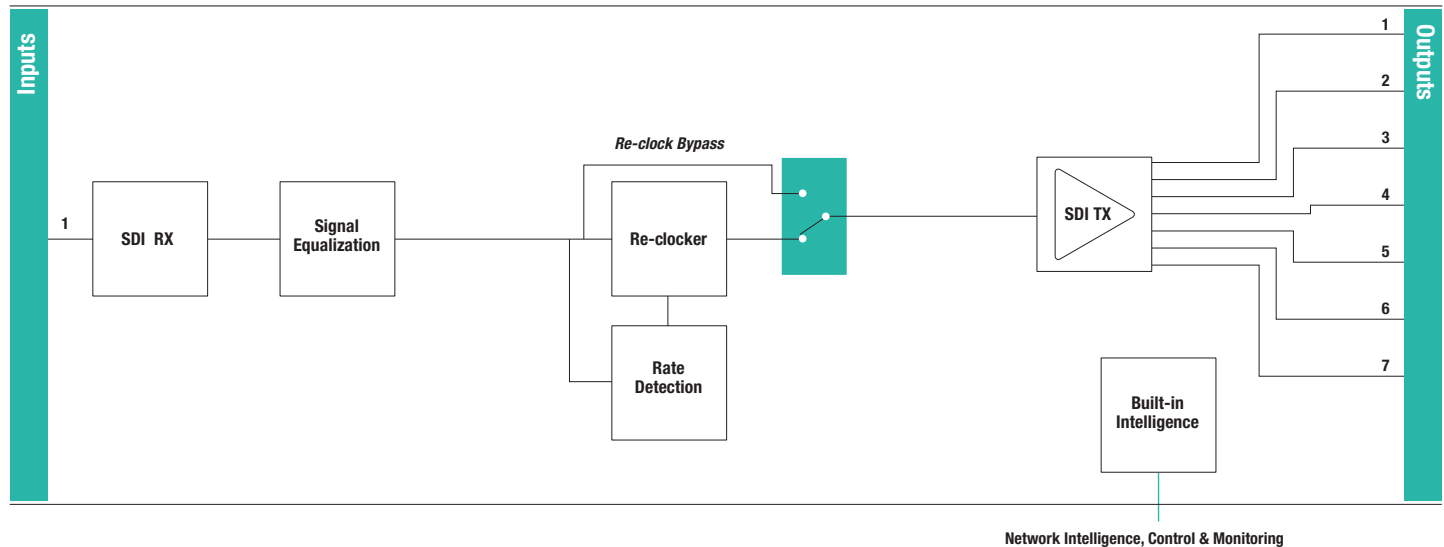 Inputs
1
SDI RX
Signal
Equalization
Re-clock Bypass
Re-clocker
Rate
Detection
SDI TX
Built-in
Intelligence
Network Intelligence, Control & Monitoring
1
2
3
4
5
6
7
Outputs